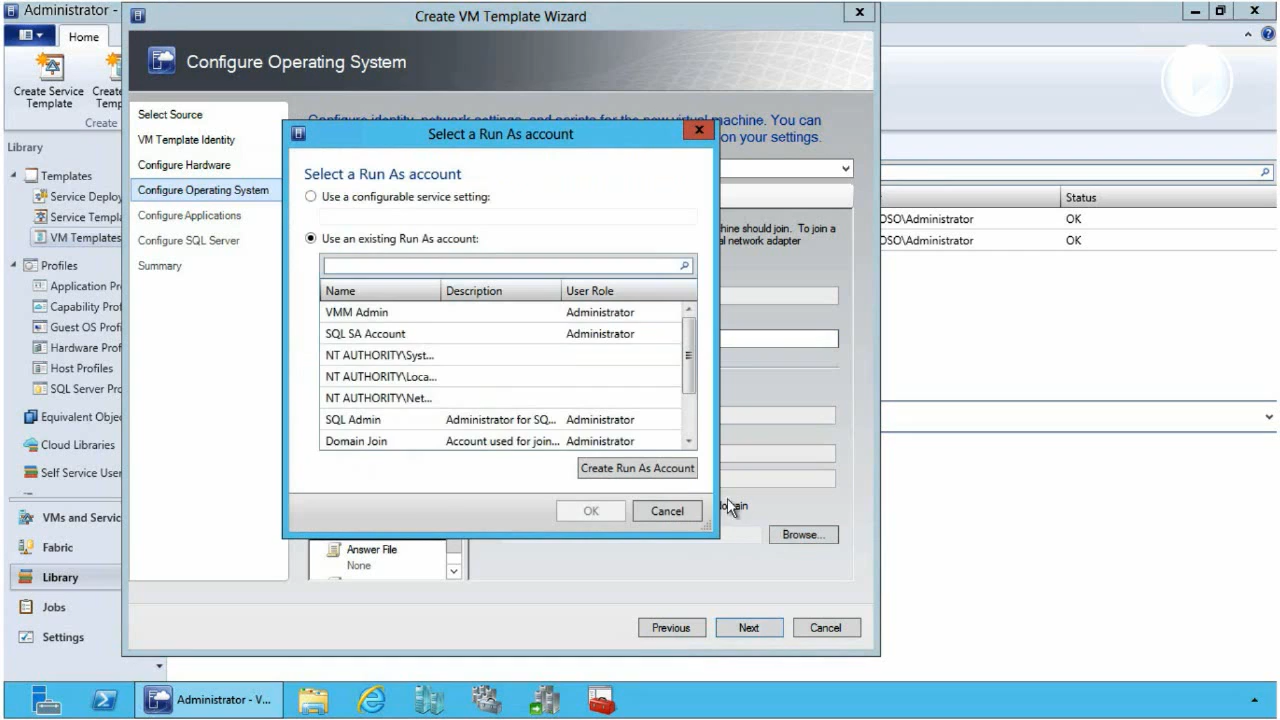 Administrator -
Create VM Template Wizard
Home
Configure Operating System
Create Service
Template
Create
Temp
Create
Select Source
VM Template Identity
Configure Hardware
Configure Operating System
Configure Applications
Configure SQL Server
Summary
Configure identity, network settings, and scripts for the new virtual machine. You can
on your settings.
Library
Templates
Service Deploy
Service Templa
VM Templates
Profiles
Application Pr
Capability Prof
Guest OS Profi
Hardware Prof
Host Profiles
SQL Server Pro
Equivalent Obje
Cloud Libraries
Self Service User
VMs and Servic
Fabric
Library
Jobs
Settings
Select a Run As account
Select a Run As account
Use a configurable service setting:
Use an existing Run As account:
Name Description User Role
VMM Admin Administrator
SQL SA Account Administrator
NT AUTHORITY\Syst...
NT AUTHORITY\Loca...
NT AUTHORITY\Net...
SQL Admin Administrator for SQ... Administrator
Domain Join Account used for join... Administrator
Create Run As Account
OK Cancel
hine should join. To join a
al network adapter
Browse...
Answer File
None
Previous Next Cancel
Status
OSO\Administrator OK
OSO\Administrator OK
Administrator - V...